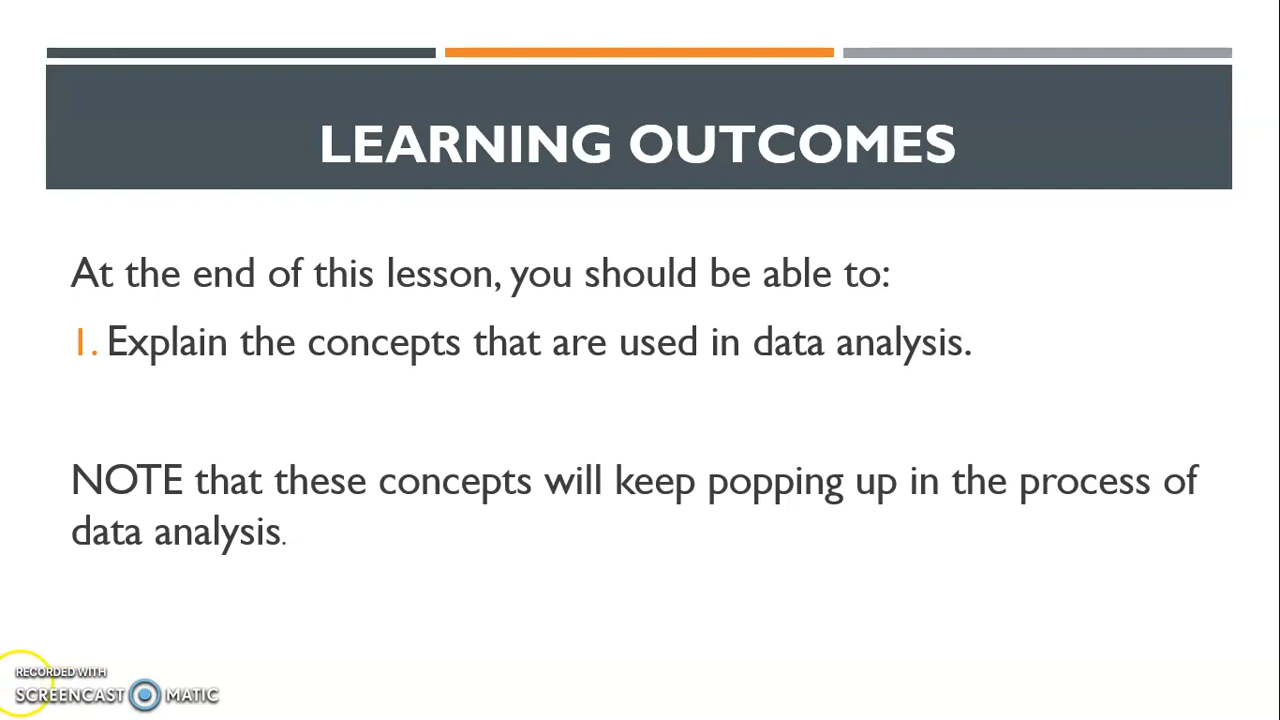 LEARNING OUTCOMES
At the end of this lesson, you should be able to:
1. Explain the concepts that are used in data analysis.
NOTE that these concepts will keep popping up in the process of
data analysis.
RECORDED WITH
SCREENCAST MATIC